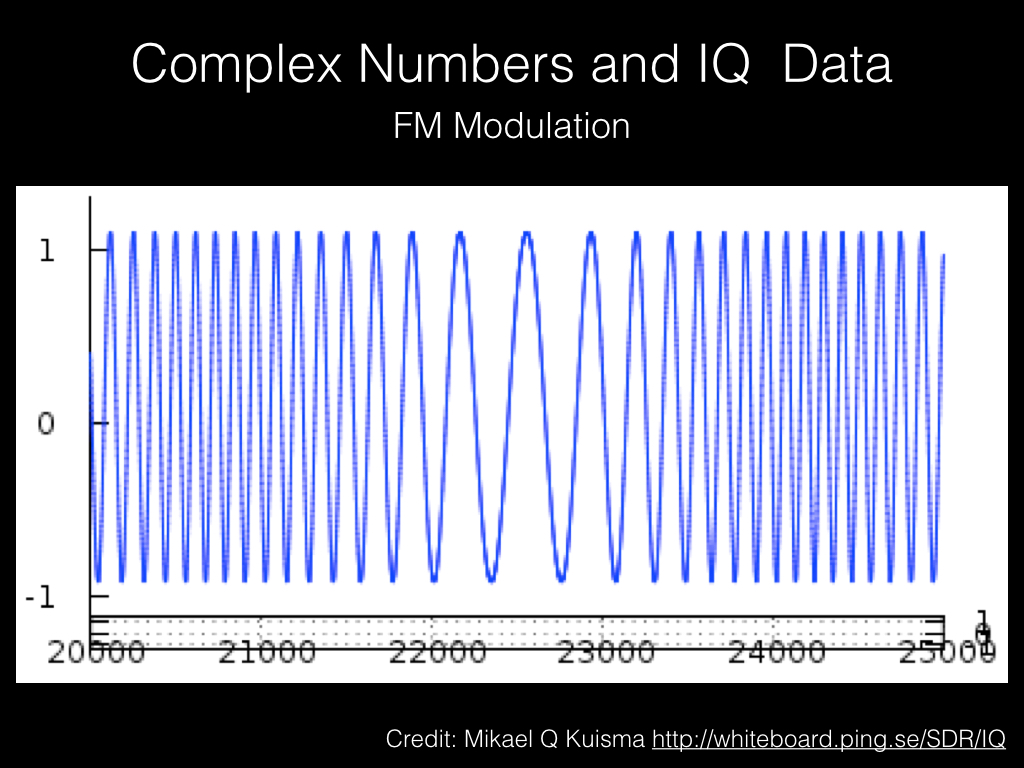 Complex Numbers and IQ Data
FM Modulation
1
0
-1
20000 21000 22000 23000 24000 25000
Credit: Mikael Q Kuisma http://whiteboard.ping.se/SDR/IQ